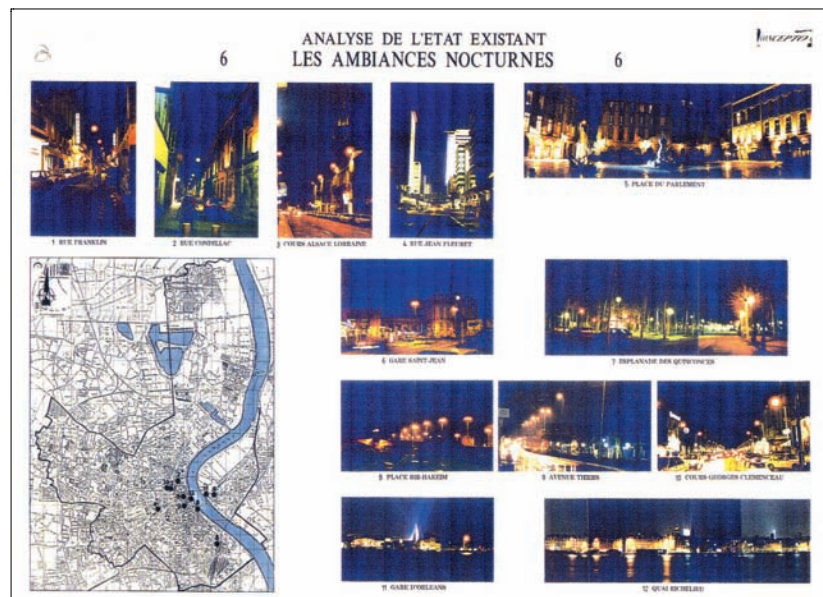 ANALYSE DE L'ETAT EXISTANT
6 LES AMBIANCES NOCTURNES 6
CONCEPTO
1 RUE FRANKLIN
2 RUE CONDILLAC
3 COURS ALSACE LORRAINE
4 RUE JEAN FLEURET
5 PLACE DU PARLEMENT
6 GARE SAINT-JEAN
7 ESPLANADE DES QUINCONCES
8 PLACE BIR-HAKEIM
9 AVENUE THIERS
10 COURS GEORGES CLEMENCEAU
11 GARE D'ORLEANS
12 QUAI RICHELIEU